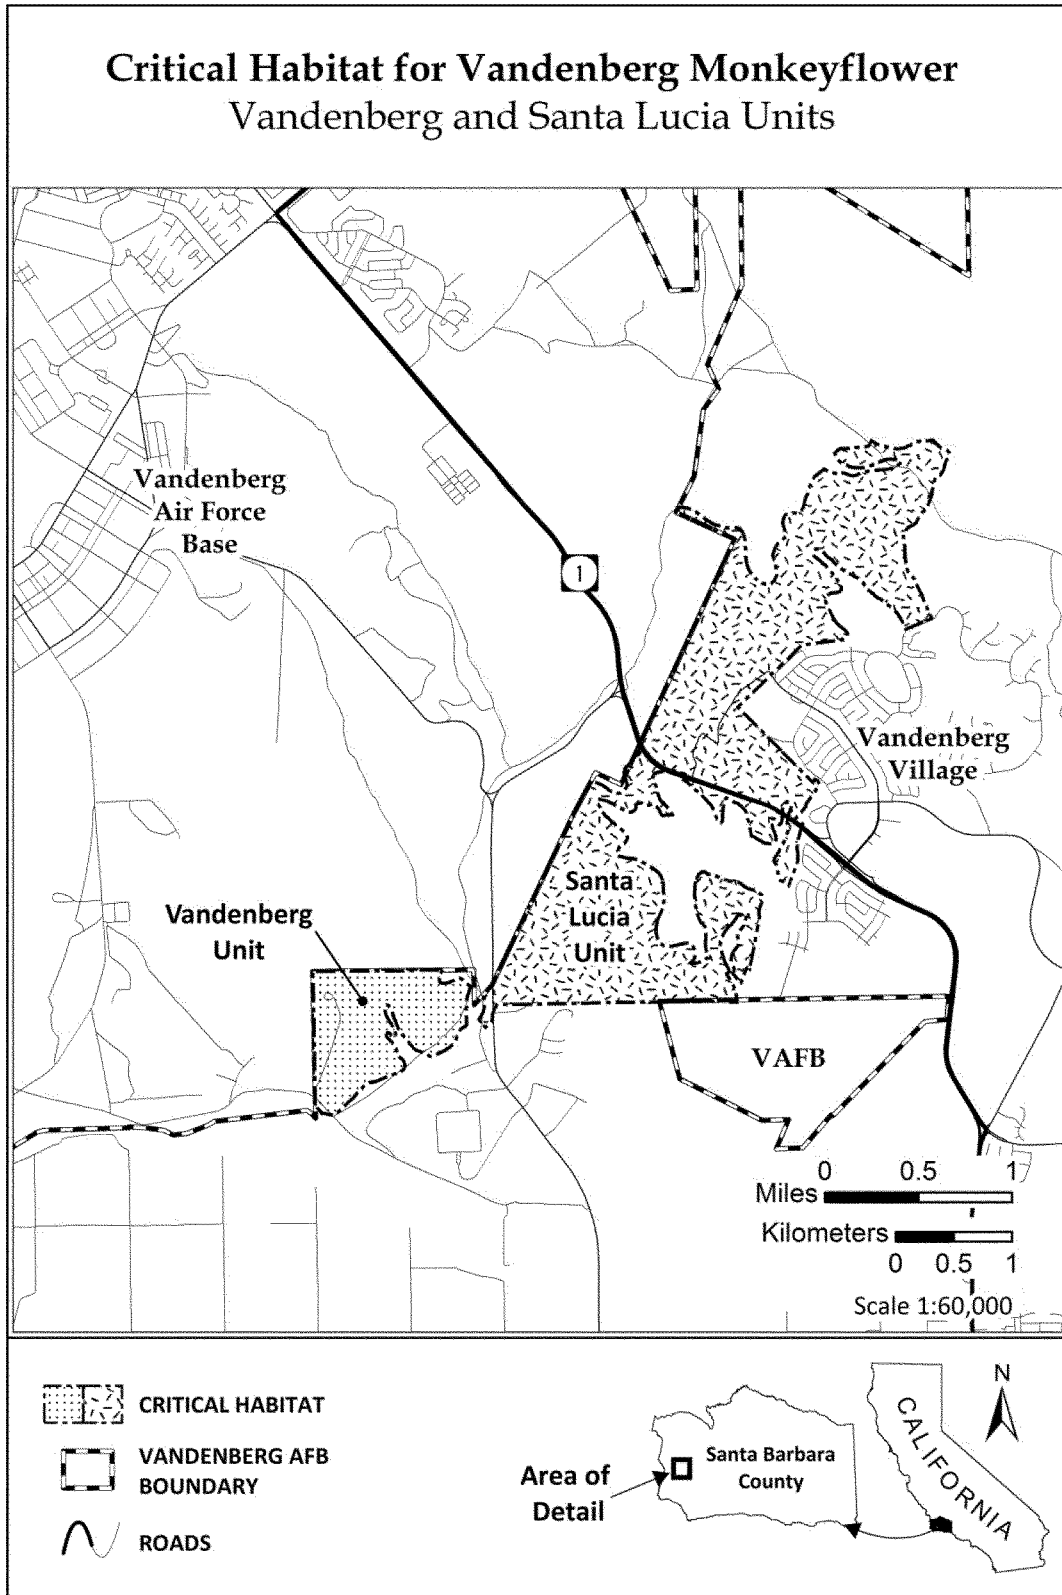 Critical Habitat for Vandenberg Monkeyflower
Vandenberg and Santa Lucia Units
Vandenberg
Air Force
Base
1
Vandenberg
Village
Santa
Lucia
Unit
Vandenberg
Unit
VAFB
0 0.5 1
Miles
Kilometers
0 0.5 1
Scale 1:60,000
CRITICAL HABITAT
VANDENBERG AFB
BOUNDARY
ROADS
Area of
Detail
Santa Barbara
County
CALIFORNIA
N